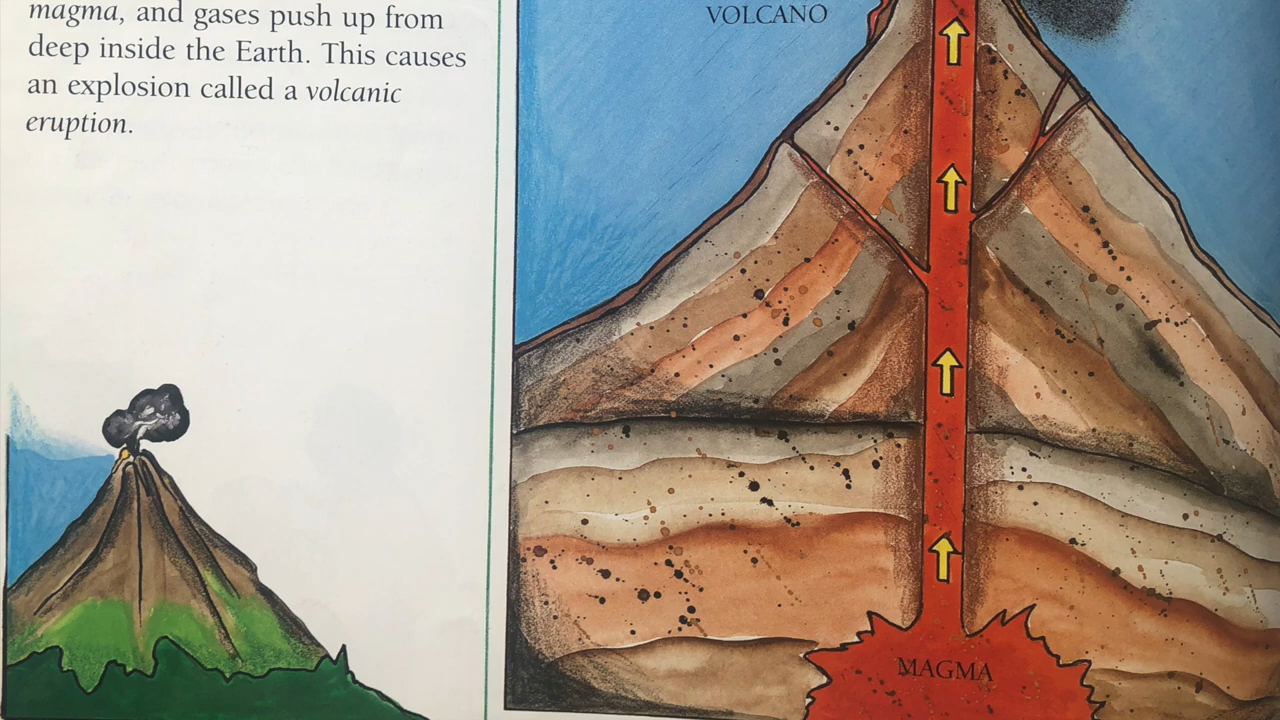 magma, and gases push up from
deep inside the Earth. This causes
an explosion called a volcanic
eruption.
VOLCANO
MAGMA